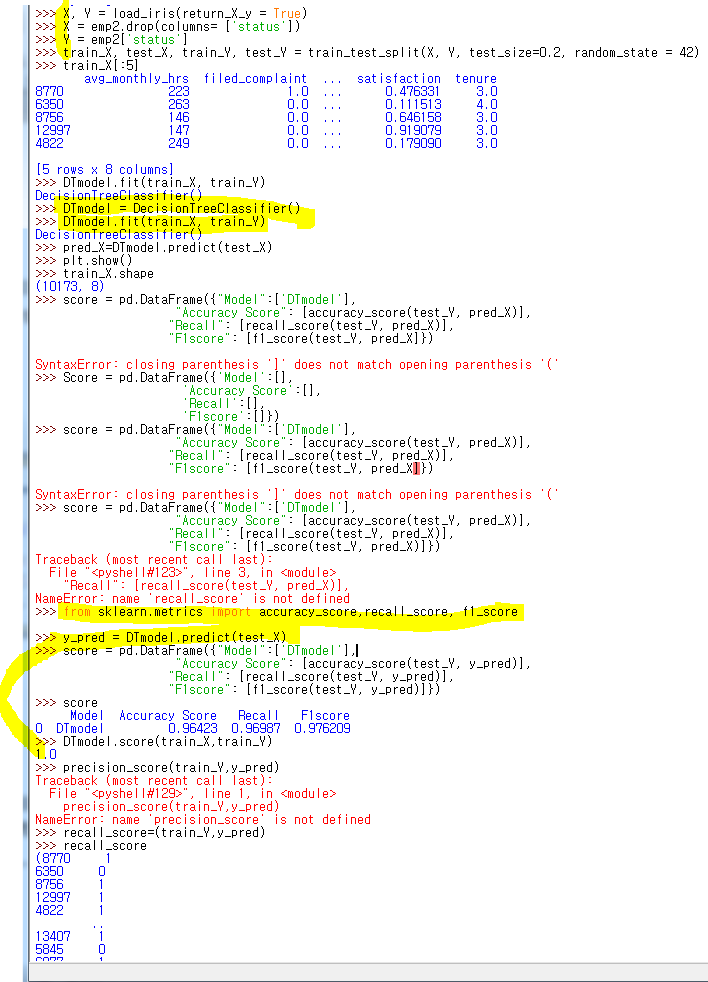 >>> X, Y = load_iris(return_X_y = True)
>>> X = emp2.drop(columns= ['status'])
>>> Y = emp2['status']
>>> train_X, test_X, train_Y, test_Y = train_test_split(X, Y, test_size=0.2, random_state = 42)
>>> train_X[:5]
avg_monthly_hrs filed_complaint ... satisfaction tenure
8770 223 1.0 ... 0.476331 3.0
6350 263 0.0 ... 0.111513 4.0
8756 146 0.0 ... 0.646158 3.0
12997 147 0.0 ... 0.919079 3.0
4822 249 0.0 ... 0.179090 3.0
[5 rows x 8 columns]
>>> DTmodel.fit(train_X, train_Y)
DecisionTreeClassifier()
>>> DTmodel = DecisionTreeClassifier()
>>> DTmodel.fit(train_X, train_Y)
DecisionTreeClassifier()
>>> pred_X=DTmodel.predict(test_X)
>>> plt.show()
>>> train_X.shape
(10173, 8)
>>> score = pd.DataFrame({"Model":['DTmodel'],
"Accuracy Score": [accuracy_score(test_Y, pred_X)],
"Recall": [recall_score(test_Y, pred_X)],
"F1score": [f1_score(test_Y, pred_X]})
SyntaxError: closing parenthesis ']' does not match opening parenthesis '('
>>> Score = pd.DataFrame({'Model':[],
'Accuracy Score':[],
'Recall':[],
'F1score':[]})
>>> score = pd.DataFrame({"Model":['DTmodel'],
"Accuracy Score": [accuracy_score(test_Y, pred_X)],
"Recall": [recall_score(test_Y, pred_X)],
"F1score": [f1_score(test_Y, pred_X]})
SyntaxError: closing parenthesis ']' does not match opening parenthesis '('
>>> score = pd.DataFrame({"Model":['DTmodel'],
"Accuracy Score": [accuracy_score(test_Y, pred_X)],
"Recall": [recall_score(test_Y, pred_X)],
"F1score": [f1_score(test_Y, pred_X)]})
Traceback (most recent call last):
File "<pyshell#123>", line 3, in <module>
"Recall": [recall_score(test_Y, pred_X)],
NameError: name 'recall_score' is not defined
>>> from sklearn.metrics import accuracy_score,recall_score, f1_score
>>> y_pred = DTmodel.predict(test_X)
>>> score = pd.DataFrame({"Model":['DTmodel'],
"Accuracy Score": [accuracy_score(test_Y, y_pred)],
"Recall": [recall_score(test_Y, y_pred)],
"F1score": [f1_score(test_Y, y_pred)]})
>>> score
Model Accuracy Score Recall F1score
0 DTmodel 0.96423 0.96987 0.976209
>>> DTmodel.score(train_X,train_Y)
1.0
>>> precision_score(train_Y,y_pred)
Traceback (most recent call last):
File "<pyshell#129>", line 1, in <module>
precision_score(train_Y,y_pred)
NameError: name 'precision_score' is not defined
>>> recall_score=(train_Y,y_pred)
>>> recall_score
(8770 1
6350 0
8756 1
12997 1
4822 1
..
13407 1
5845 0